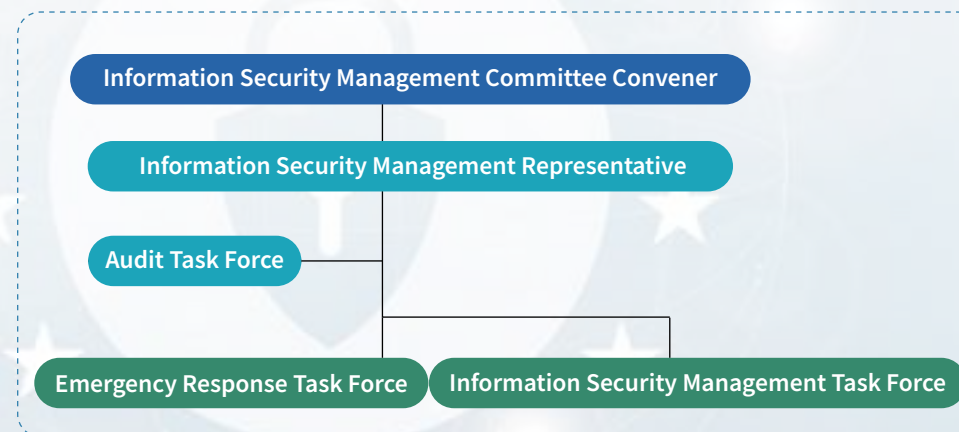 Information Security Management Committee Convener
Information Security Management Representative
Audit Task Force
Emergency Response Task Force
Information Security Management Task Force